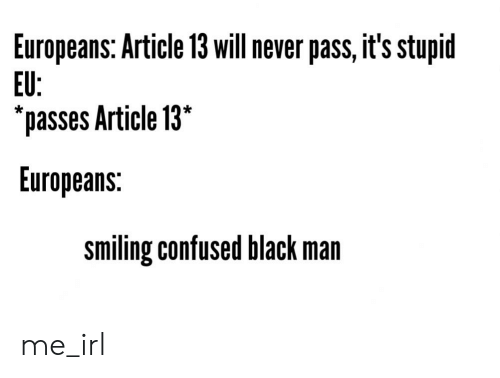 Europeans: Article 13 will never pass, it's stupid
EU:
*passes Article 13*
Europeans:
smiling confused black man
me_irl